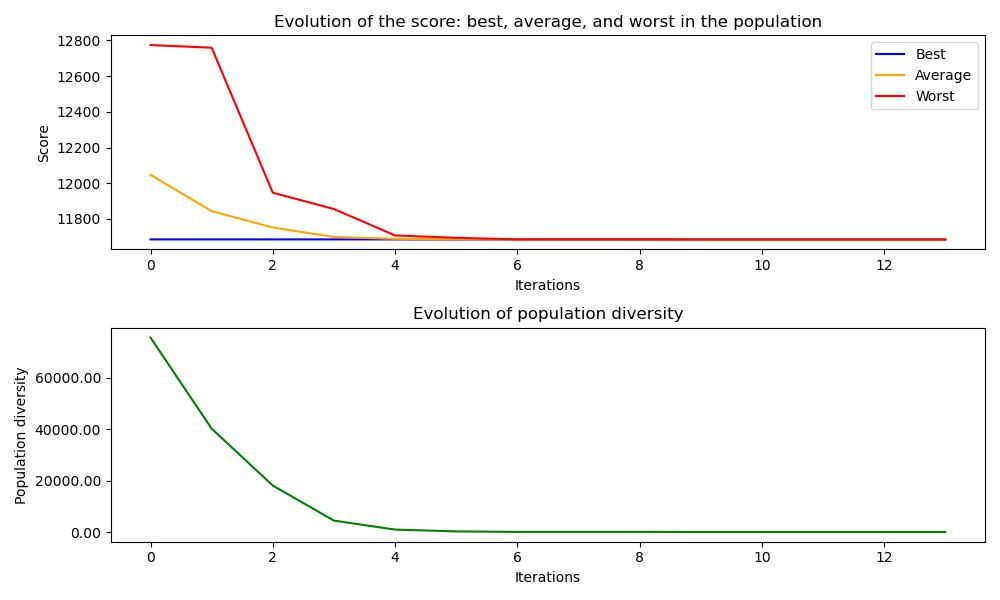 Evolution of the score: best, average, and worst in the population
12800
12600
12400
12200
12000
11800
Score
Best
Average
Worst
0 2 4 6 8 10 12
Iterations
Evolution of population diversity
60000.00
40000.00
20000.00
0.00
Population diversity
0 2 4 6 8 10 12
Iterations